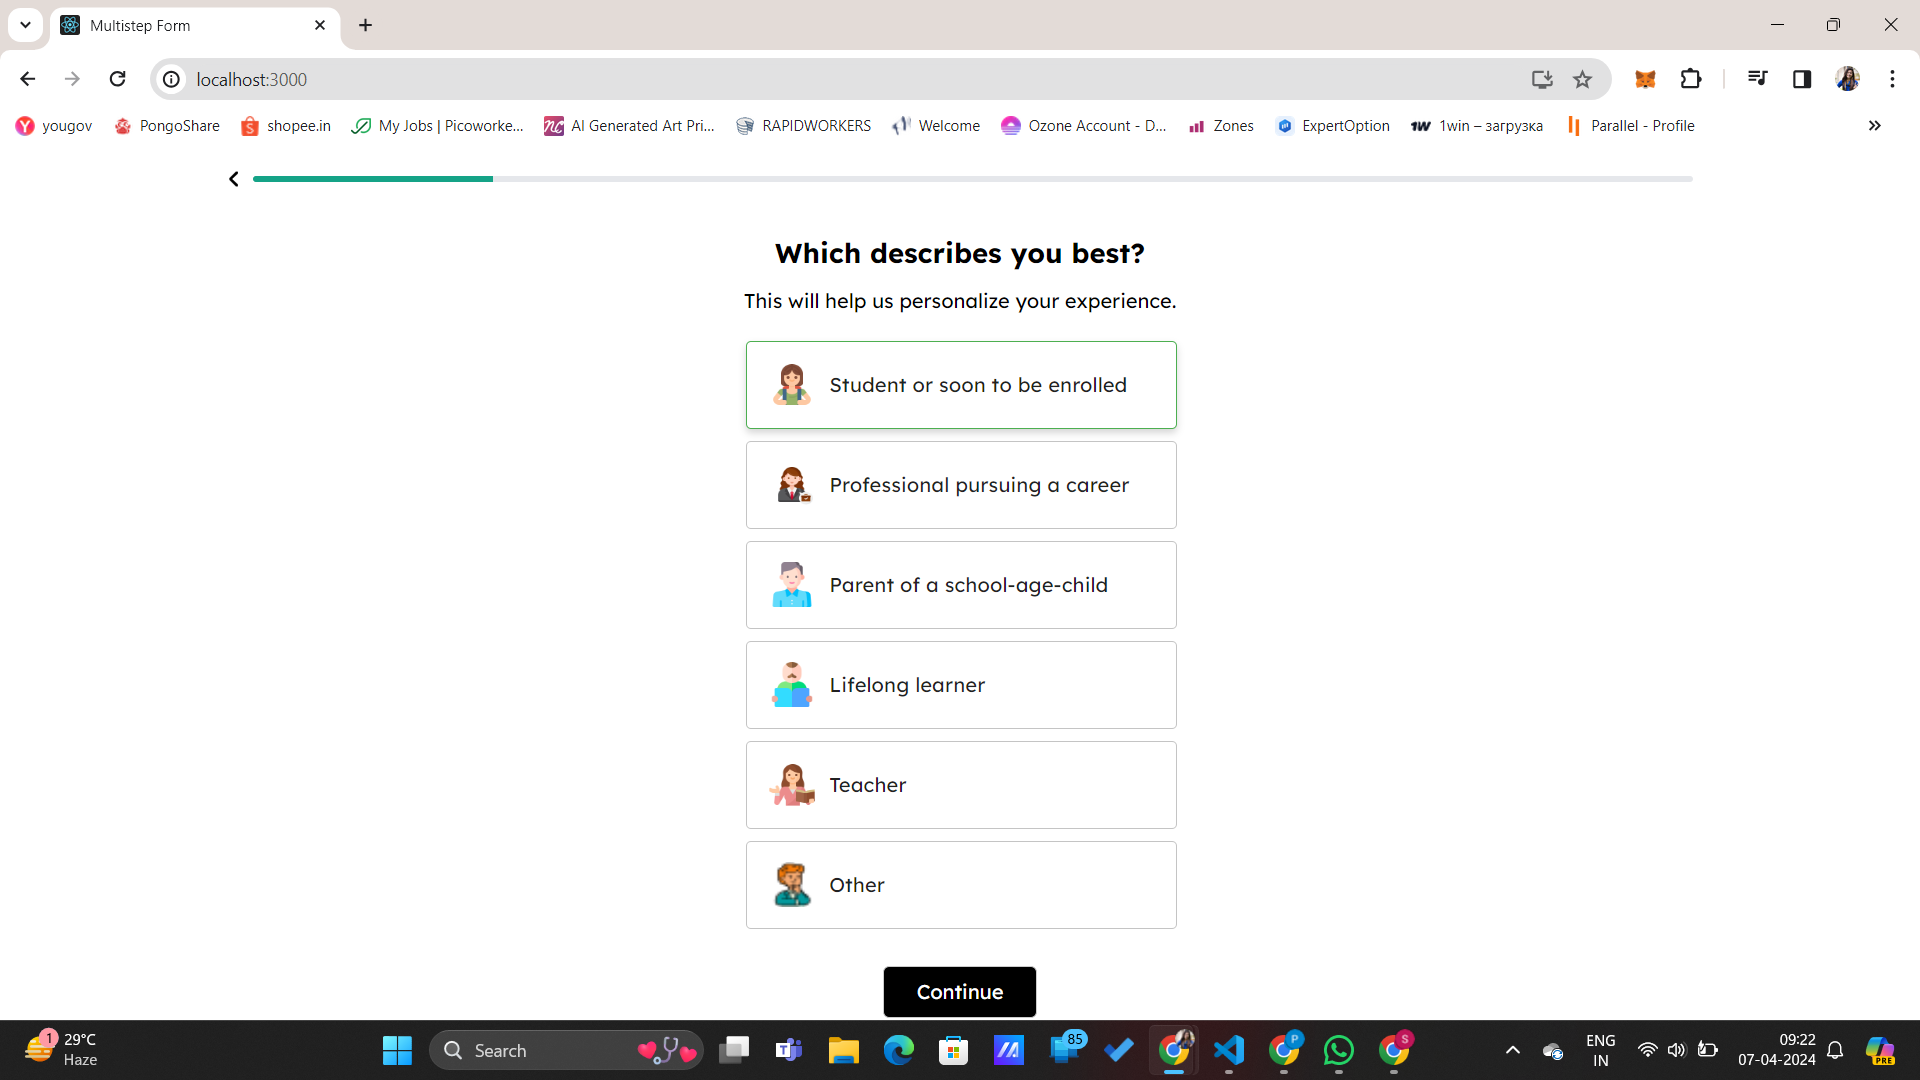 Multistep Form
localhost:3000
yougov PongoShare shopee.in My Jobs | Picoworke... AI Generated Art Pri... RAPIDWORKERS Welcome Ozone Account - D... Zones ExpertOption 1W 1win – загрузка Parallel - Profile
Which describes you best?
This will help us personalize your experience.
Student or soon to be enrolled
Professional pursuing a career
Parent of a school-age-child
Lifelong learner
Teacher
Other
Continue
1 29°C
Haze
Search
85
P
S
ENG
IN
09:22
07-04-2024
PRE